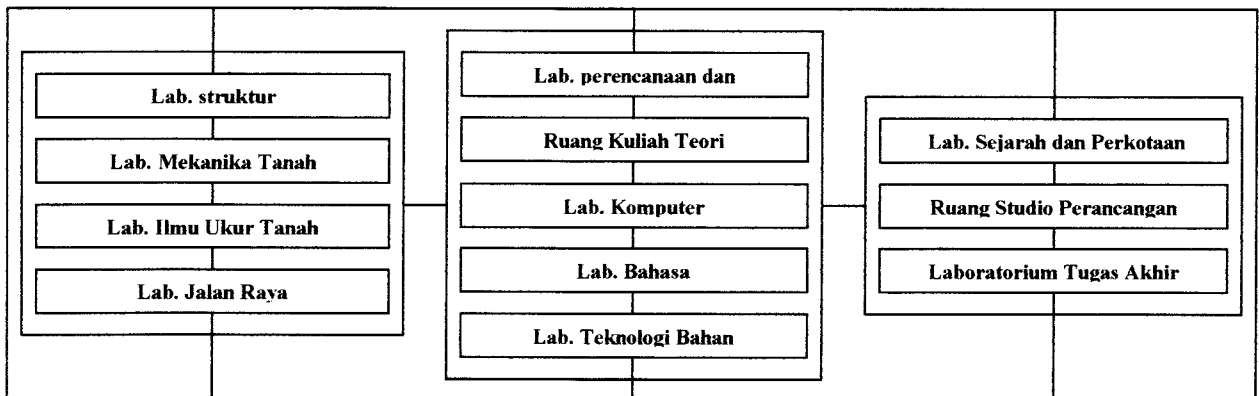 Lab. struktur
Lab. Mekanika Tanah
Lab. Ilmu Ukur Tanah
Lab. Jalan Raya
Lab. perencanaan dan
Ruang Kuliah Teori
Lab. Komputer
Lab. Bahasa
Lab. Teknologi Bahan
Lab. Sejarah dan Perkotaan
Ruang Studio Perancangan
Laboratorium Tugas Akhir